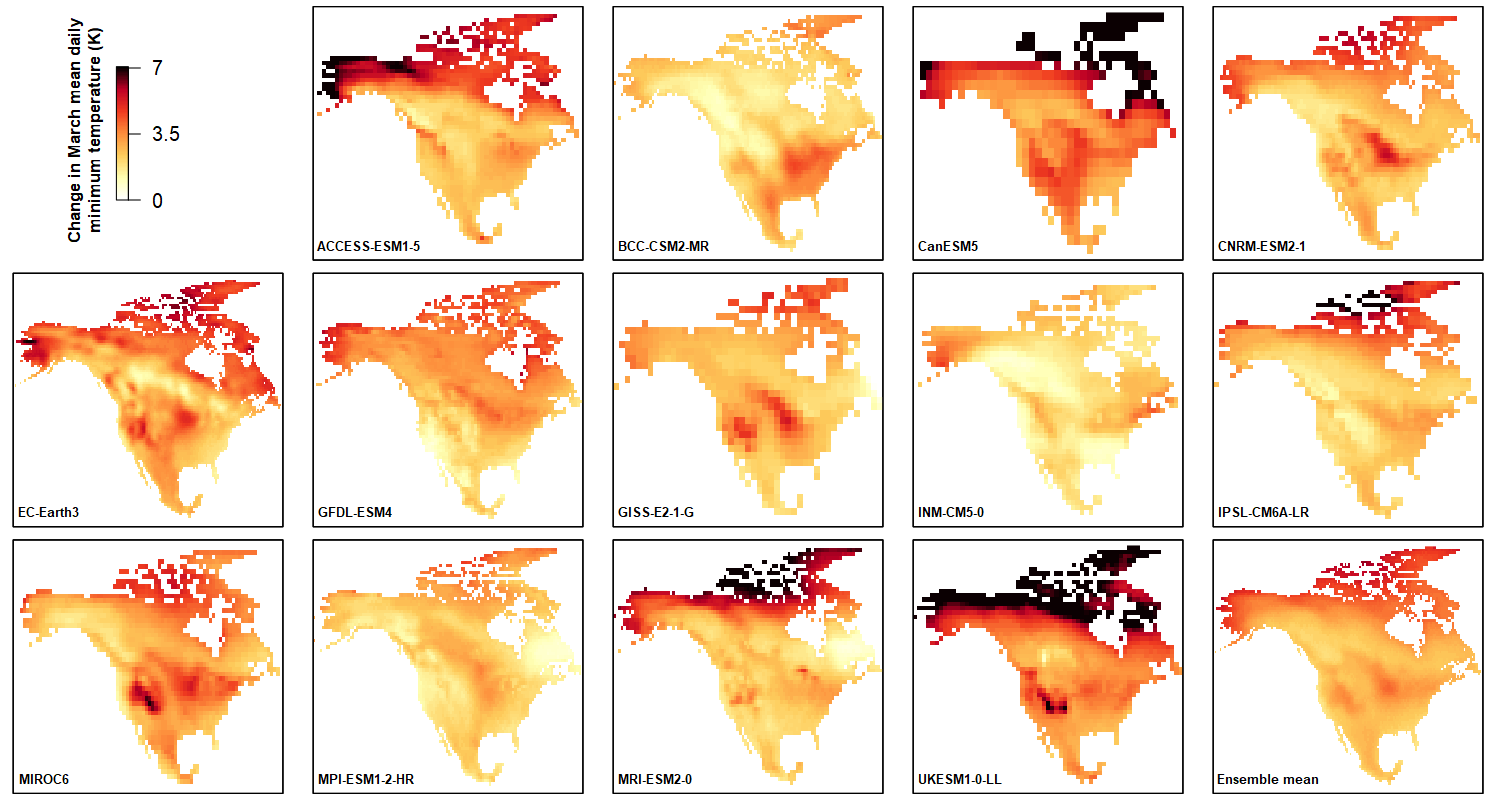 Change in March mean daily
minimum temperature (K)
7
3.5
0
ACCESS-ESM1-5
BCC-CSM2-MR
CanESM5
CNRM-ESM2-1
EC-Earth3
GFDL-ESM4
GISS-E2-1-G
INM-CM5-0
IPSL-CM6A-LR
MIROC6
MPI-ESM1-2-HR
MRI-ESM2-0
UKESM1-0-LL
Ensemble mean